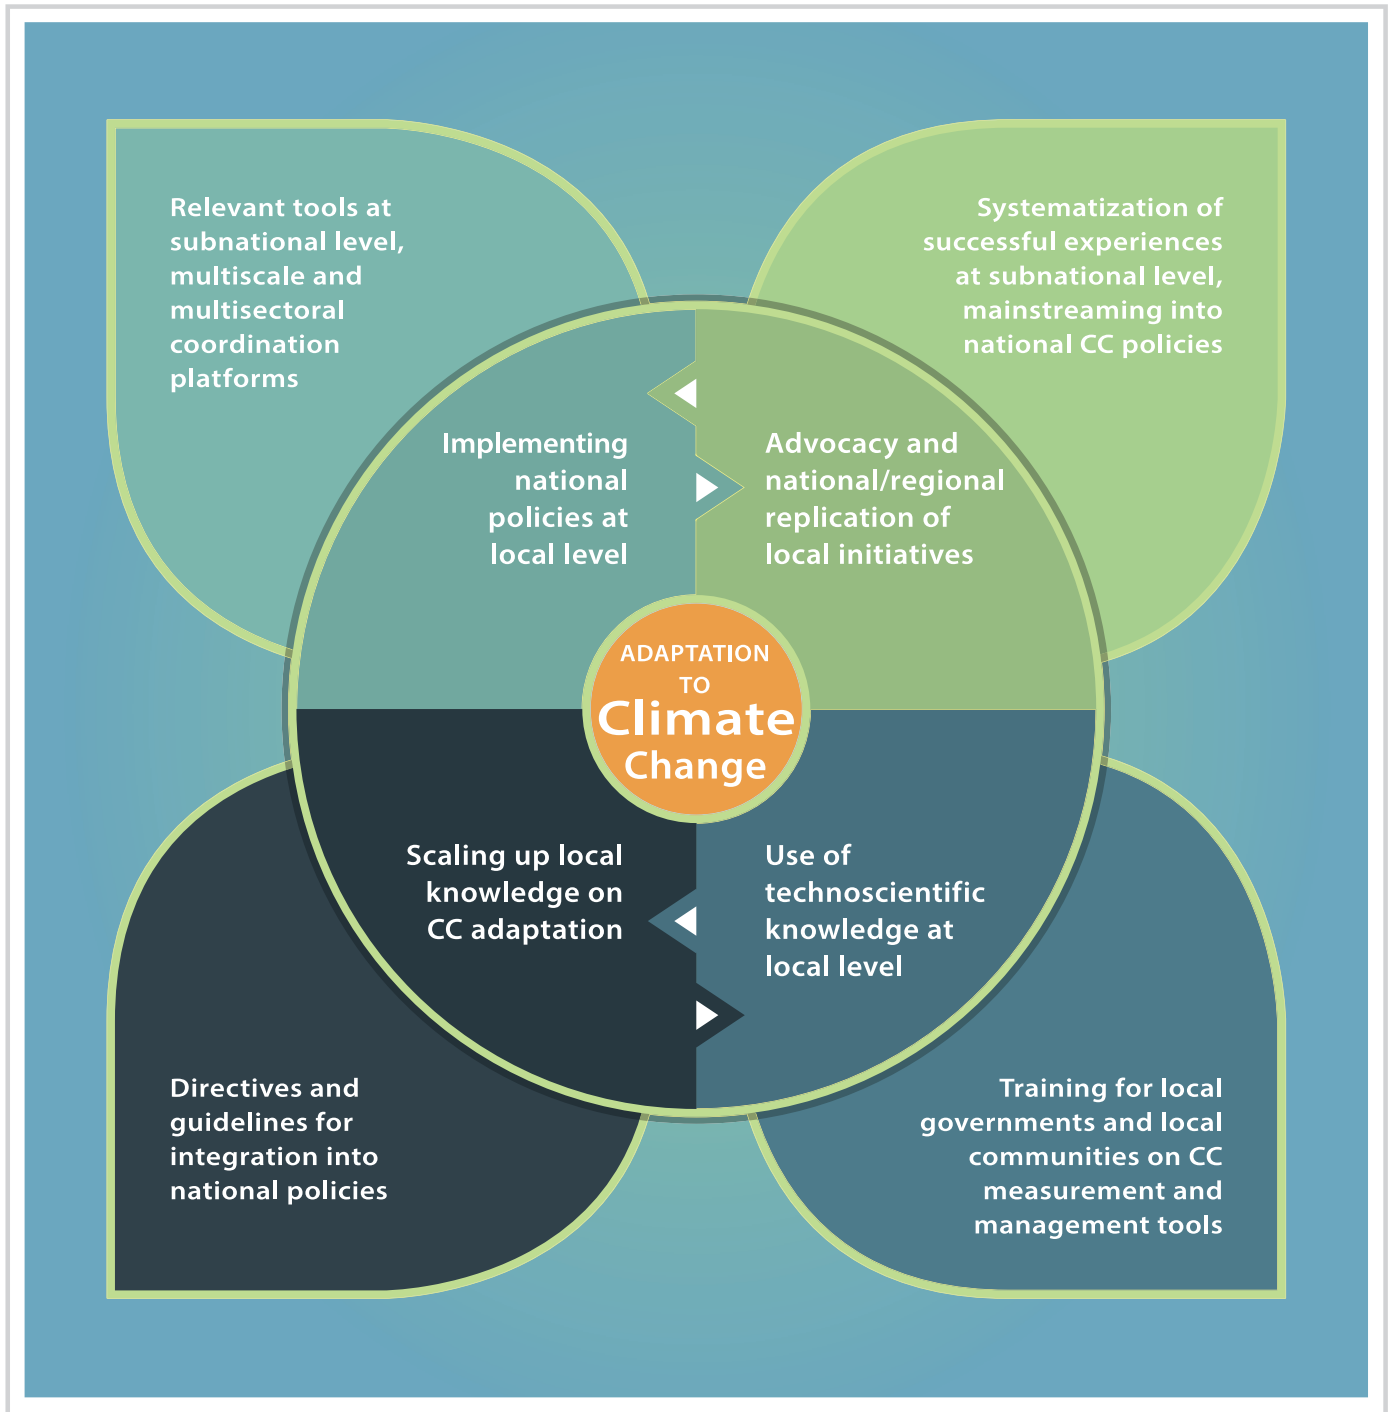 Relevant tools at
subnational level,
multiscale and
multisectoral
coordination
platforms
Systematization of
successful experiences
at subnational level,
mainstreaming into
national CC policies
Implementing
national
policies at
local level
Advocacy and
national/regional
replication of
local initiatives
ADAPTATION
TO
Climate
Change
Scaling up local
knowledge on
CC adaptation
Use of
technoscientific
knowledge at
local level
Directives and
guidelines for
integration into
national policies
Training for local
governments and local
communities on CC
measurement and
management tools